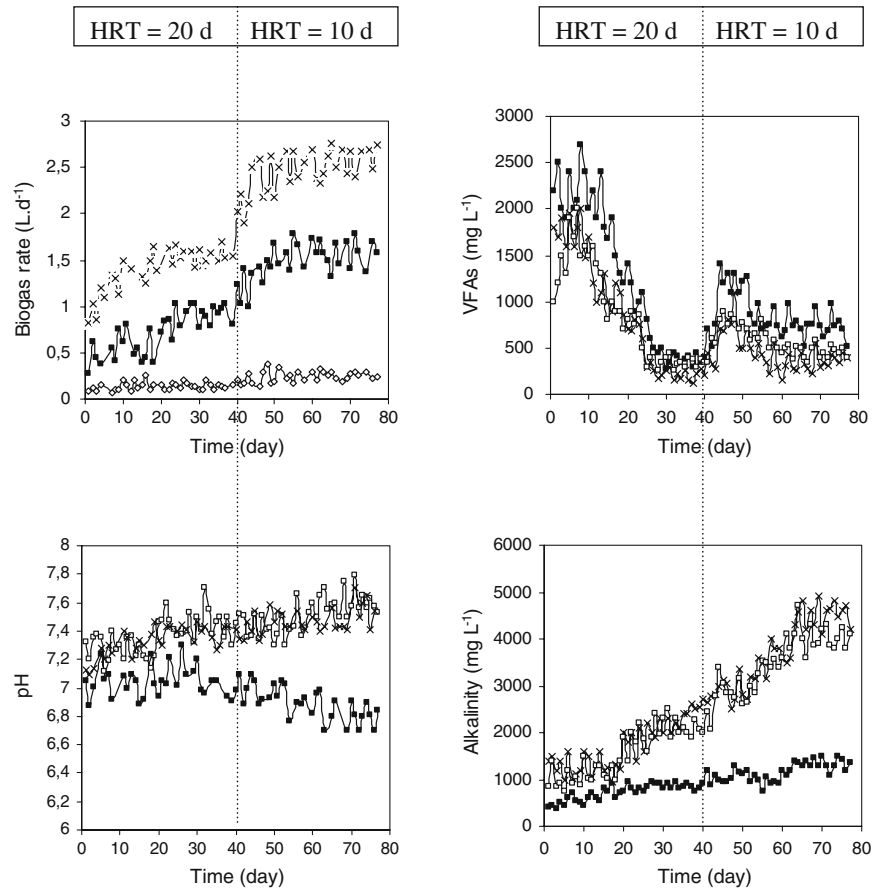 HRT = 20 d HRT = 10 d
HRT = 20 d HRT = 10 d
3
2,5
2
1,5
1
0,5
0
Biogas rate (L.d-1)
0 10 20 30 40 50 60 70 80
Time (day)
3000
2500
2000
1500
1000
500
0
VFAs (mg L-1)
0 10 20 30 40 50 60 70 80
Time (day)
7,8
7,6
7,4
7,2
7
6,8
6,6
6,4
6,2
6
pH
0 10 20 30 40 50 60 70 80
Time (day)
6000
5000
4000
3000
2000
1000
0
Alkalinity (mg L-1)
0 10 20 30 40 50 60 70 80
Time (day)